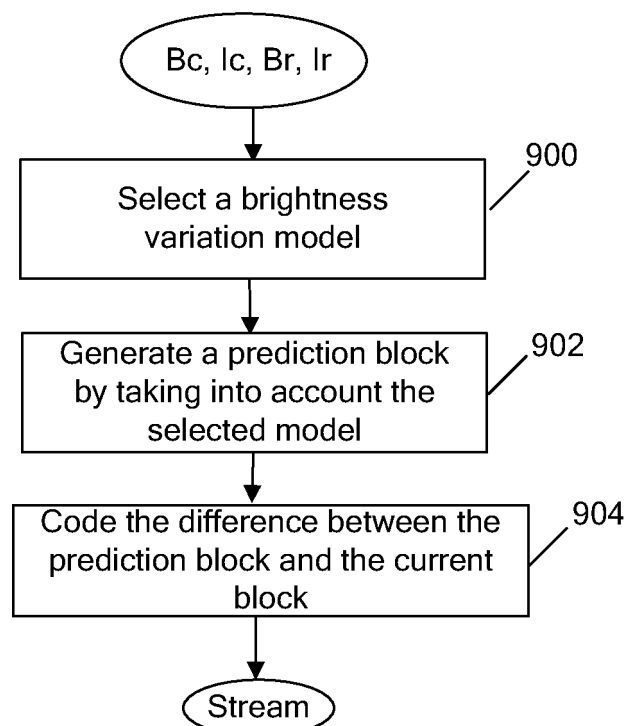 Bc, Ic, Br, Ir
900
Select a brightness
variation model
902
Generate a prediction block
by taking into account the
selected model
904
Code the difference between the
prediction block and the current
block
Stream